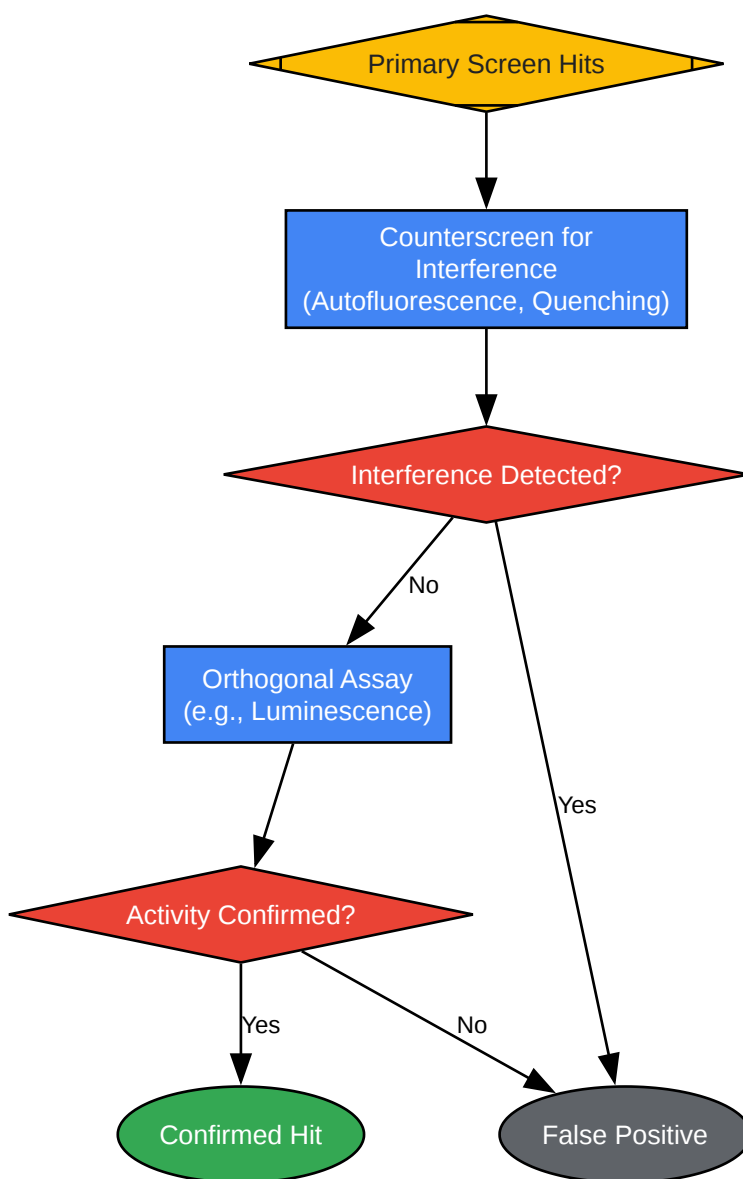 Primary Screen Hits
Counterscreen for
Interference
(Autofluorescence, Quenching)
Interference Detected?
No
Orthogonal Assay
(e.g., Luminescence)
Yes
Activity Confirmed?
Yes
No
Confirmed Hit
False Positive